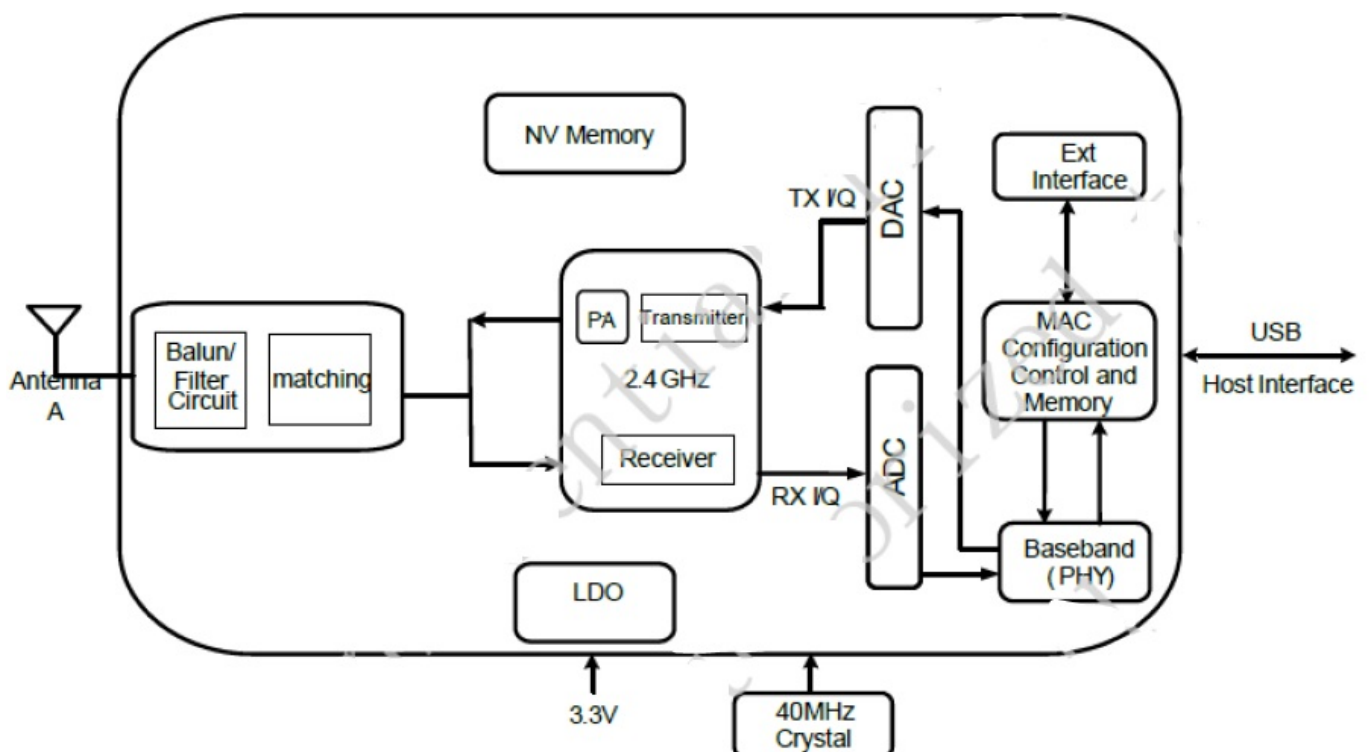 NV Memory
DAC
Ext
Interface
TX I/Q
PA
Transmitter
2.4 GHz
Receiver
MAC
Configuration
Control and
Memory
USB
Host Interface
Balun/
Filter
Circuit
matching
Antenna
A
ADC
RX I/Q
Baseband
( PHY)
LDO
3.3V
40MHz
Crystal